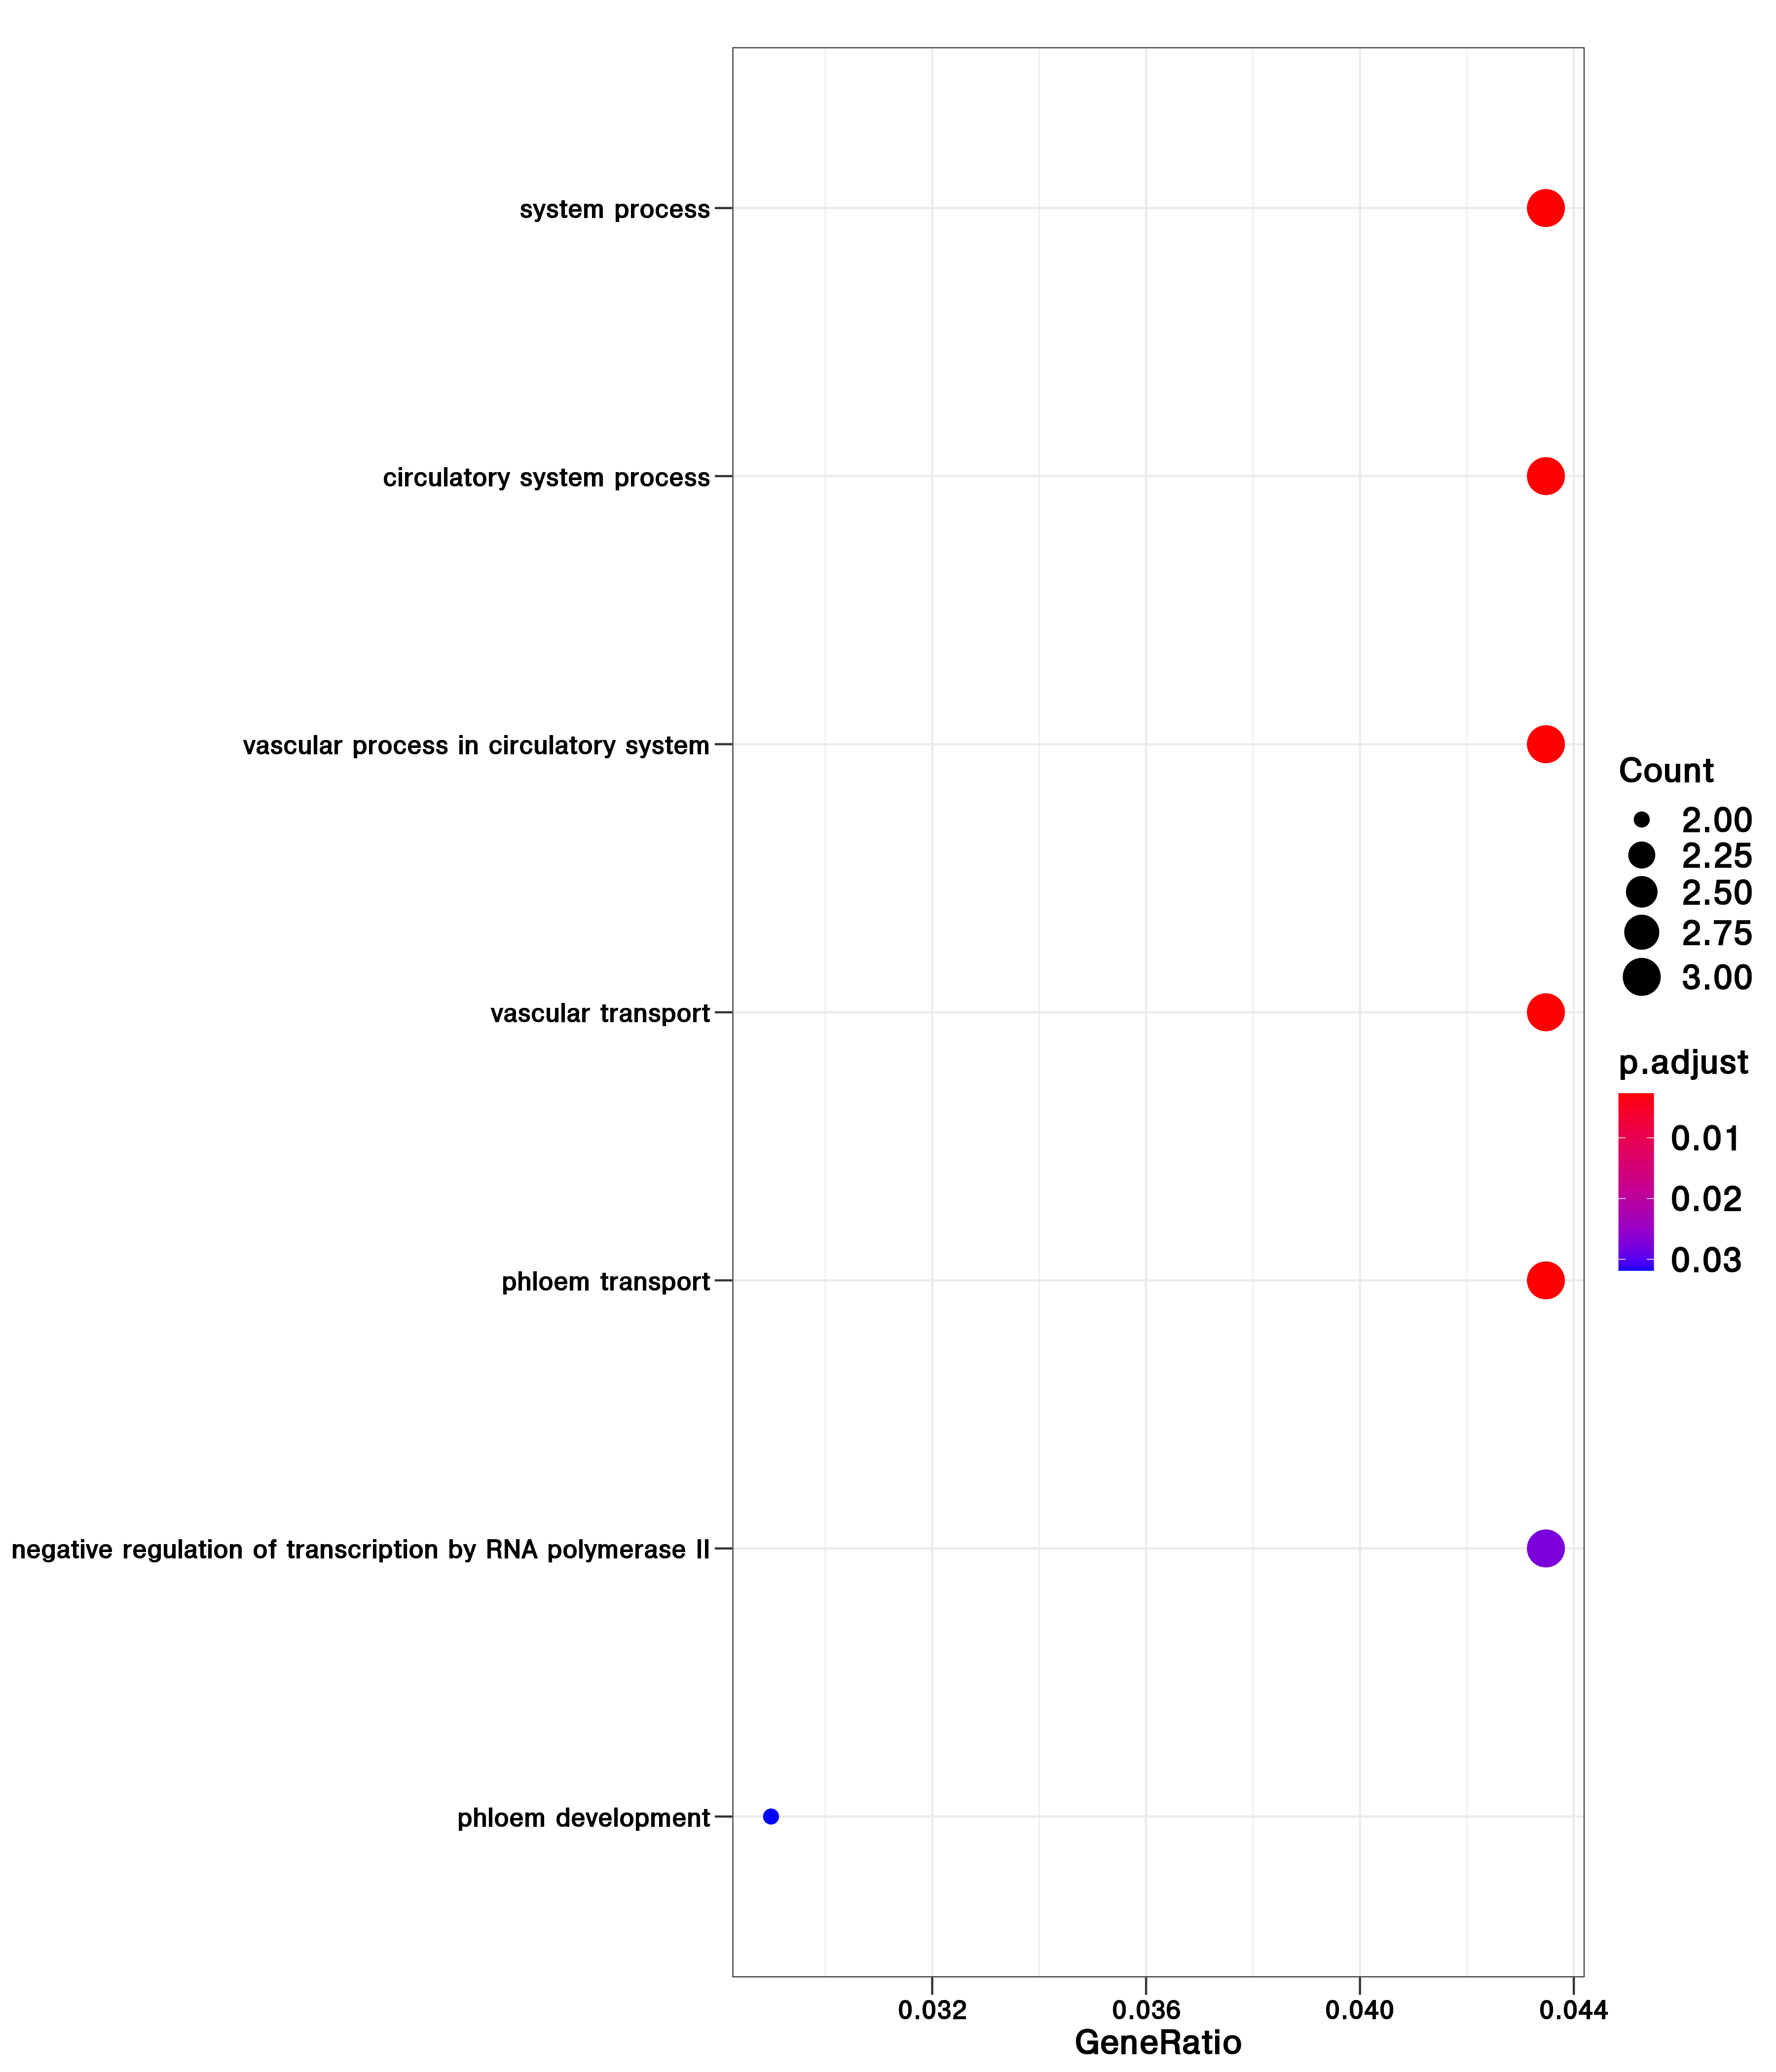 system process
circulatory system process
vascular process in circulatory system
vascular transport
phloem transport
negative regulation of transcription by RNA polymerase II
phloem development
0.032
0.036
0.040
0.044
GeneRatio
Count
2.00
2.25
2.50
2.75
3.00
p.adjust
0.01
0.02
0.03